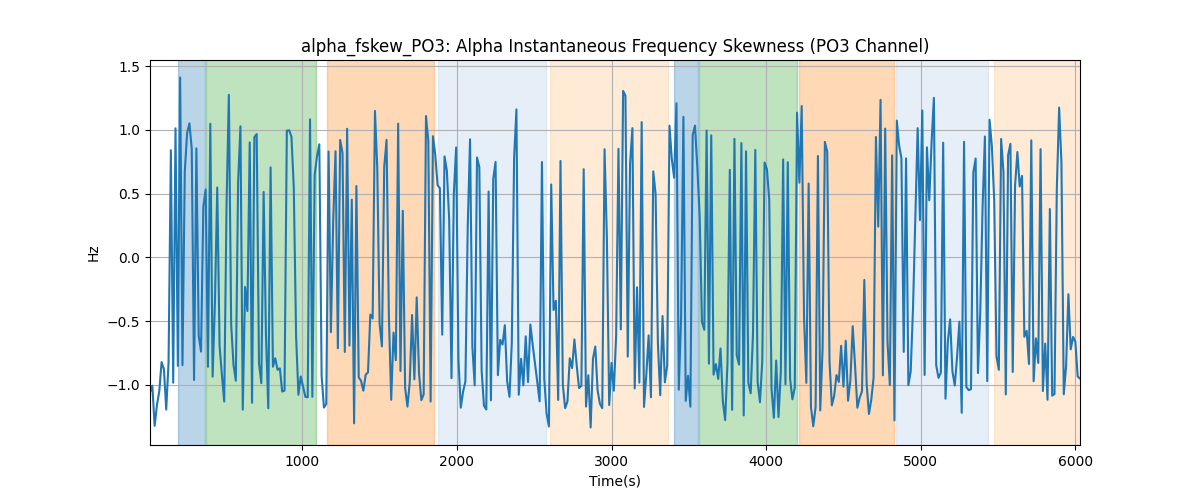 alpha_fskew_PO3: Alpha Instantaneous Frequency Skewness (PO3 Channel)
1.5
1.0
0.5
0.0
−0.5
−1.0
Hz
1000 2000 3000 4000 5000 6000
Time(s)